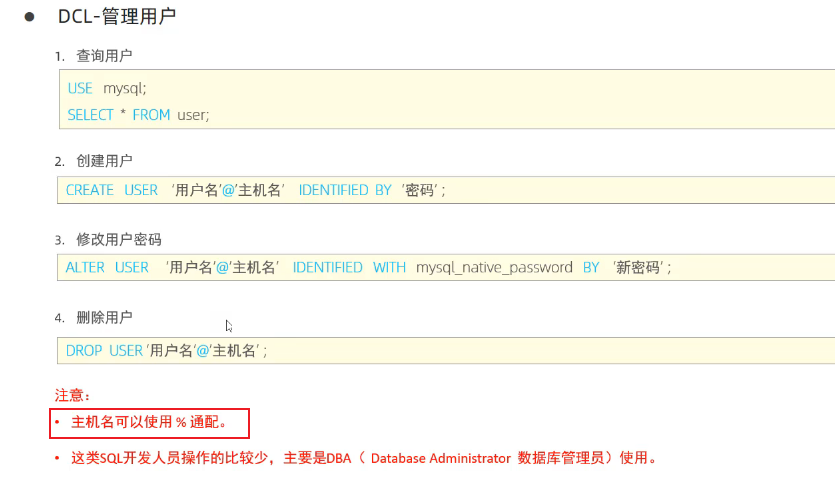 ● DCL-管理用户
1. 查询用户
USE mysql;
SELECT * FROM user;
2. 创建用户
CREATE USER '用户名'@'主机名' IDENTIFIED BY '密码';
3. 修改用户密码
ALTER USER '用户名'@'主机名' IDENTIFIED WITH mysql_native_password BY '新密码';
4. 删除用户
DROP USER '用户名'@'主机名';
注意：
• 主机名可以使用 % 通配。
• 这类SQL开发人员操作的比较少，主要是DBA（ Database Administrator 数据库管理员）使用。